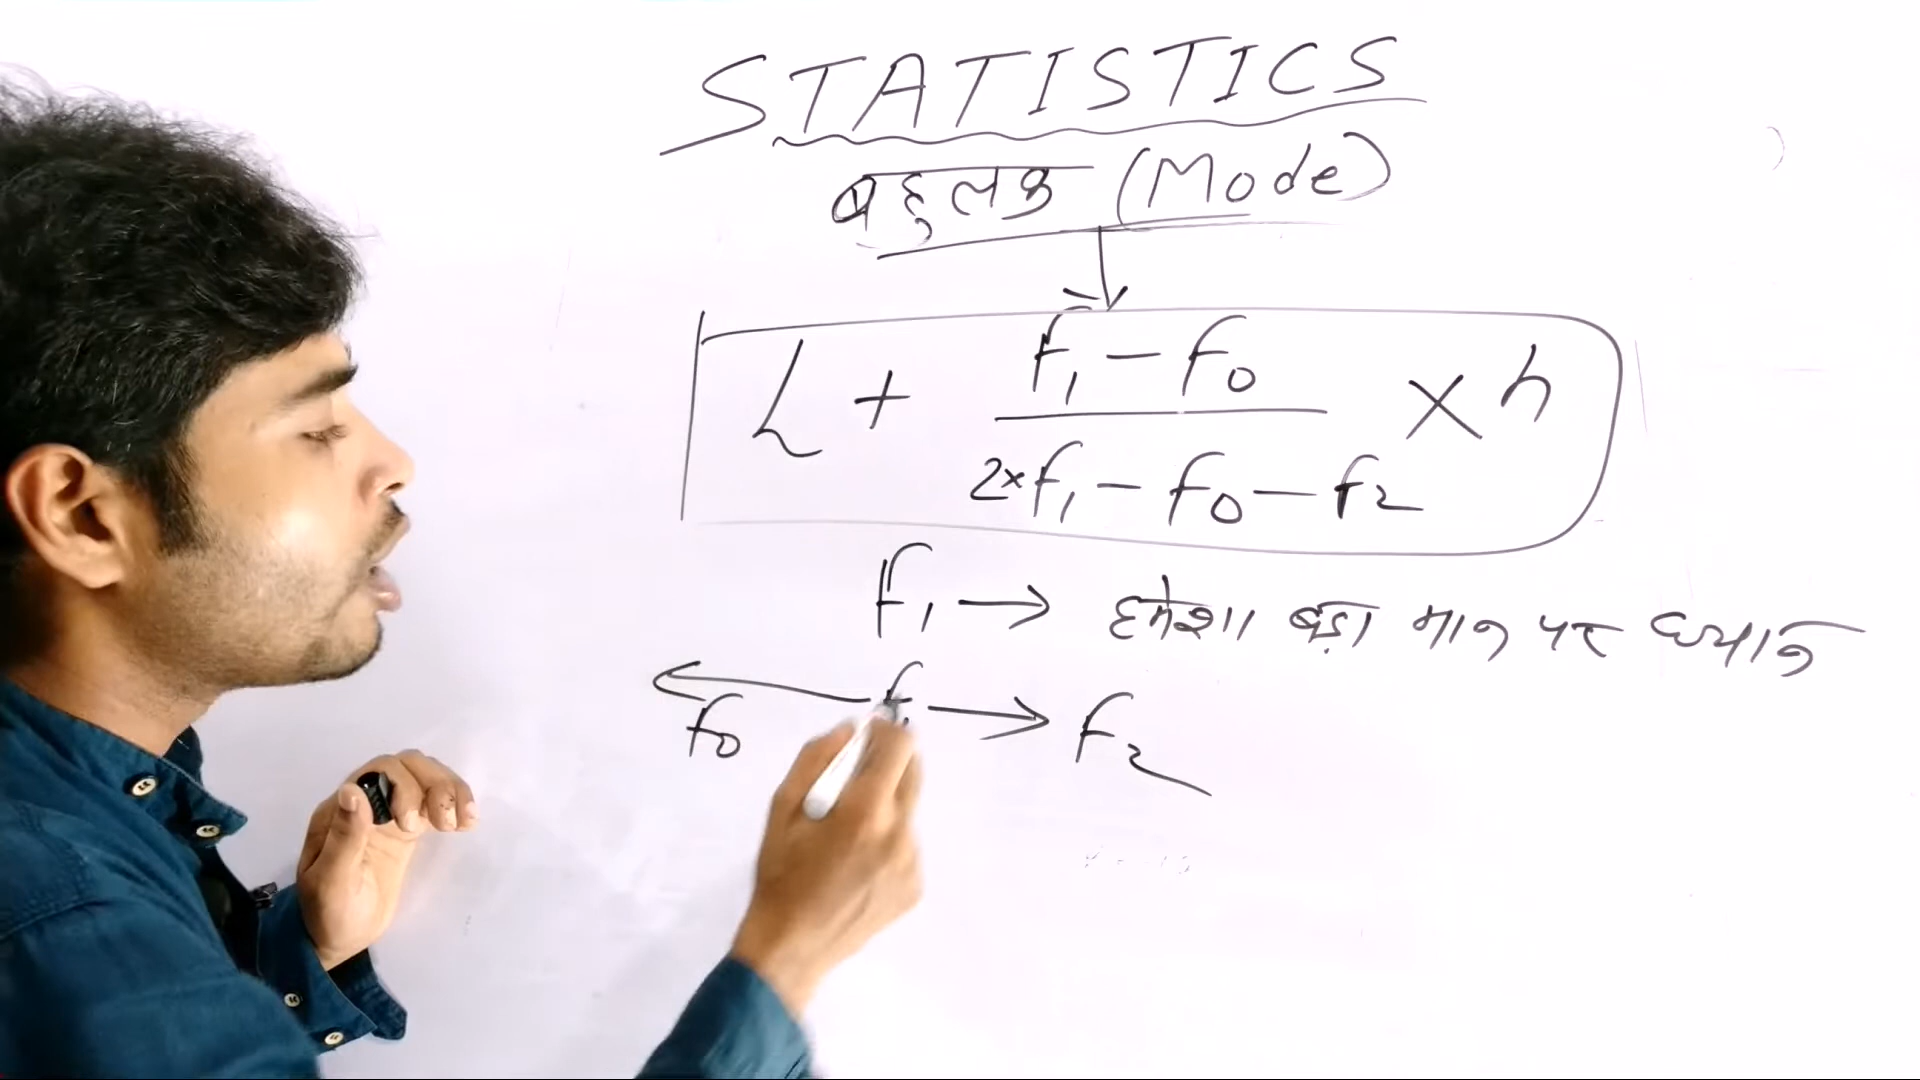 STATISTICS
बहुलक (Mode)
L + f₁ - f₀ / 2×f₁ - f₀ - f₂ × h
f₁ → हमेशा बड़ा मान पर ध्यान
f₀ ← f₁ → f₂